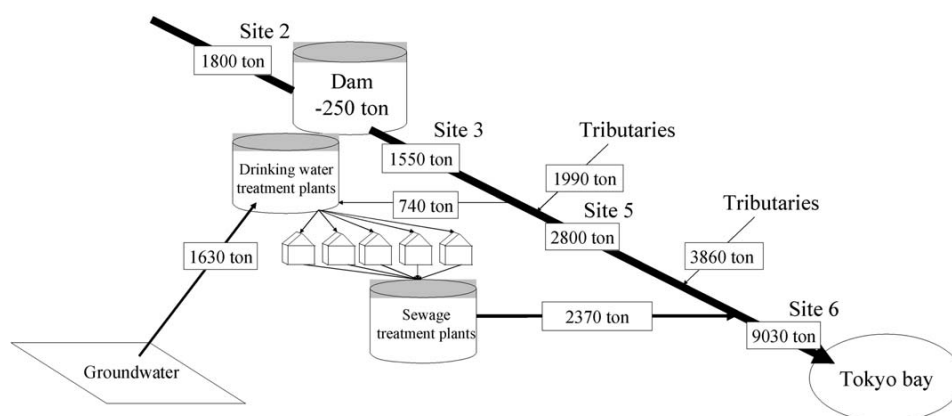 Site 2
1800 ton
Dam
-250 ton
Site 3
1550 ton
Tributaries
1990 ton
Drinking water
treatment plants
740 ton
Site 5
2800 ton
Tributaries
3860 ton
1630 ton
Sewage
treatment plants
2370 ton
Site 6
9030 ton
Groundwater
Tokyo bay